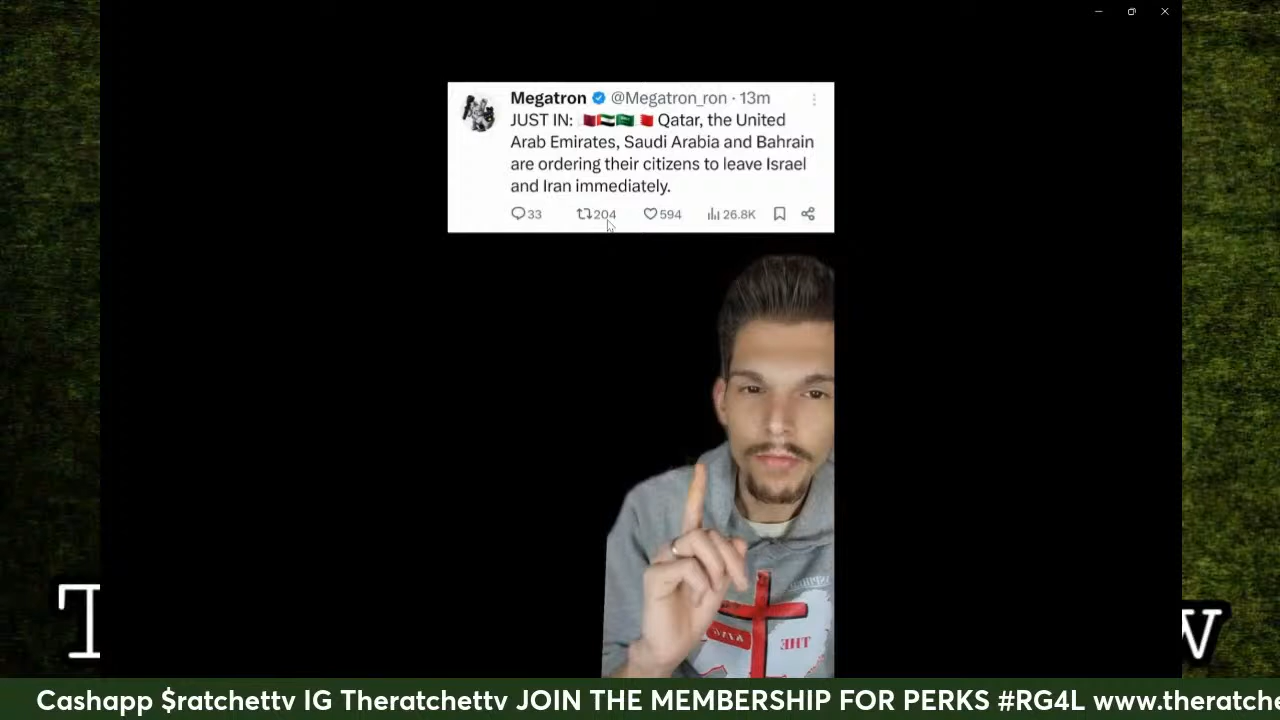 Megatron @Megatron_ron · 13m
JUST IN: 🇶🇦🇦🇪🇸🇦🇧🇭 Qatar, the United
Arab Emirates, Saudi Arabia and Bahrain
are ordering their citizens to leave Israel
and Iran immediately.
33 204 594 26.8K
THE
T
w
Cashapp $ratchettv IG Theratchettv JOIN THE MEMBERSHIP FOR PERKS #RG4L www.theratche